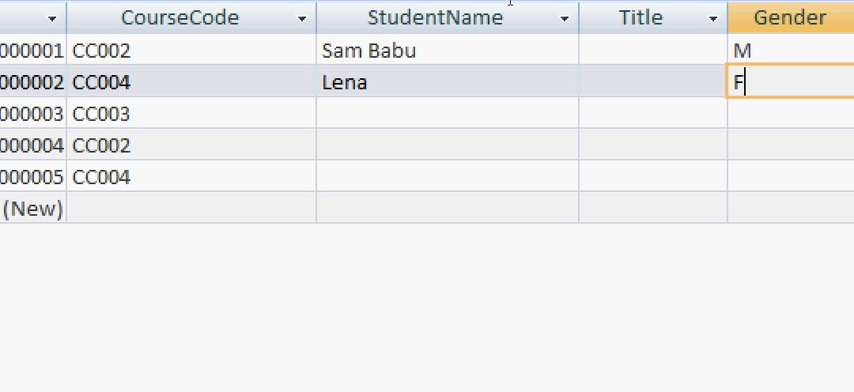 CourseCode StudentName Title Gender
000001 CC002 Sam Babu M
000002 CC004 Lena F
000003 CC003
000004 CC002
000005 CC004
(New)